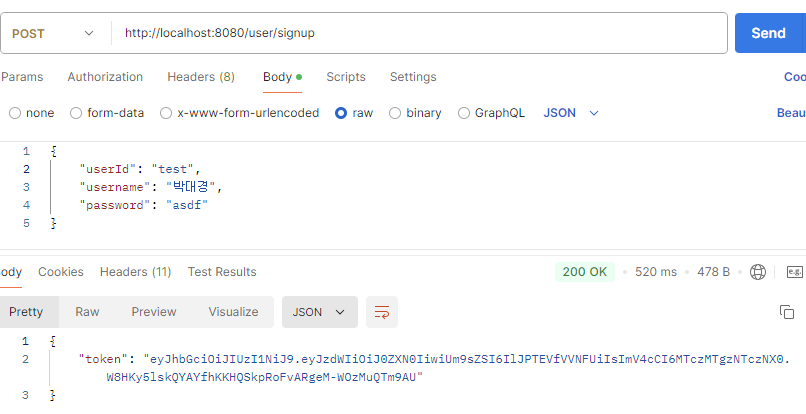 POST http://localhost:8080/user/signup Send
Params Authorization Headers (8) Body Scripts Settings Coo
none form-data x-www-form-urlencoded raw binary GraphQL JSON Beau
1 {
2 "userId": "test",
3 "username": "박대경",
4 "password": "asdf"
5 }
ody Cookies Headers (11) Test Results 200 OK • 520 ms • 478 B • e.g.
Pretty Raw Preview Visualize JSON
1 {
2 "token": "eyJhbGciOiJIUzI1NiJ9.eyJzdWIiOiJ0ZXN0IiwiUm9sZSI6IlJPTEVfVVNFUiIsImV4cCI6MTczMTgzNTczNX0.
W8HKy5lskQYAYfhKKHQSkpRoFvARgeM-WOzMuQTm9AU"
3 }